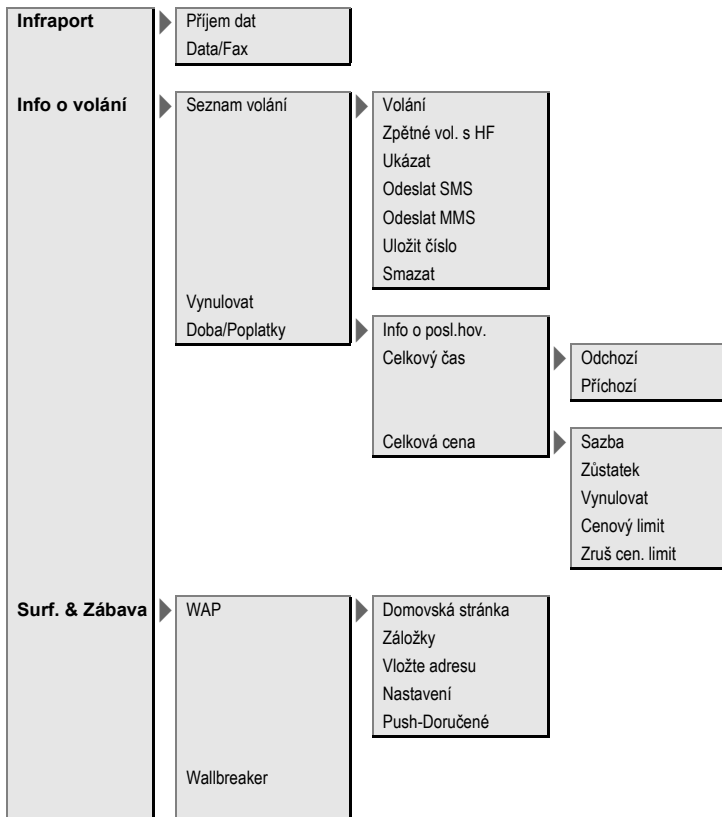 Infraport
Příjem dat
Data/Fax
Info o volání
Seznam volání
Volání
Zpětné vol. s HF
Ukázat
Odeslat SMS
Odeslat MMS
Uložit číslo
Smazat
Vynulovat
Doba/Poplatky
Info o posl.hov.
Celkový čas
Odchozí
Příchozí
Celková cena
Sazba
Zůstatek
Vynulovat
Cenový limit
Zruš cen. limit
Surf. & Zábava
WAP
Domovská stránka
Záložky
Vložte adresu
Nastavení
Push-Doručené
Wallbreaker